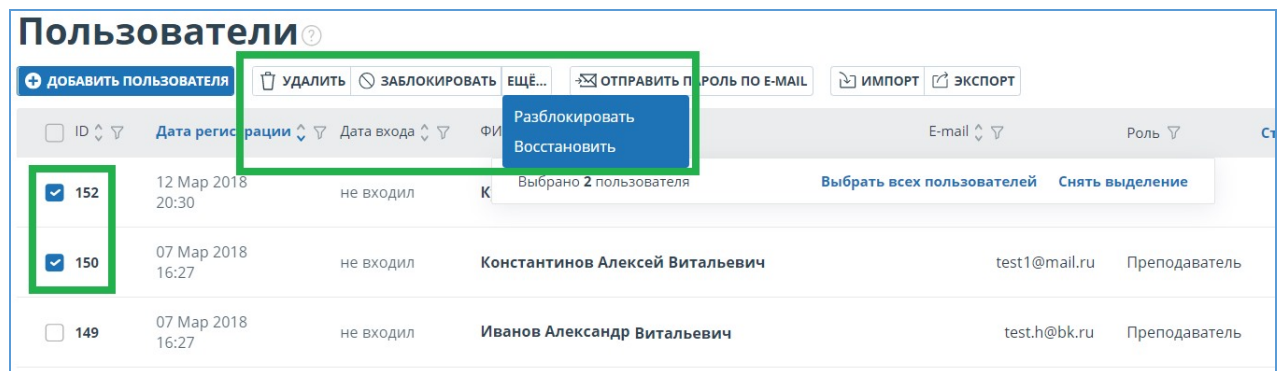 Пользователи ?
ДОБАВИТЬ ПОЛЬЗОВАТЕЛЯ УДАЛИТЬ ЗАБЛОКИРОВАТЬ ЕЩЁ... ОТПРАВИТЬ ПАРОЛЬ ПО E-MAIL ИМПОРТ ЭКСПОРТ
Разблокировать
Восстановить
ID Дата регистрации Дата входа ФИ E-mail Роль Ст
Выбрано 2 пользователя Выбрать всех пользователей Снять выделение
152 12 Мар 2018 не входил К
20:30
150 07 Мар 2018 не входил Константинов Алексей Витальевич test1@mail.ru Преподаватель
16:27
149 07 Мар 2018 не входил Иванов Александр Витальевич test.h@bk.ru Преподаватель
16:27